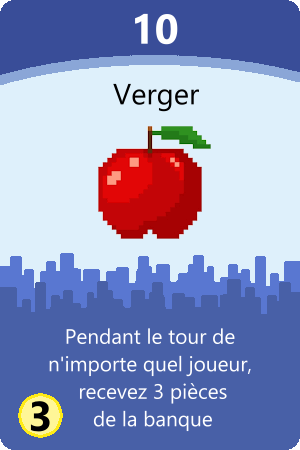 10
Verger
Pendant le tour de
n'importe quel joueur,
recevez 3 pièces
de la banque
3